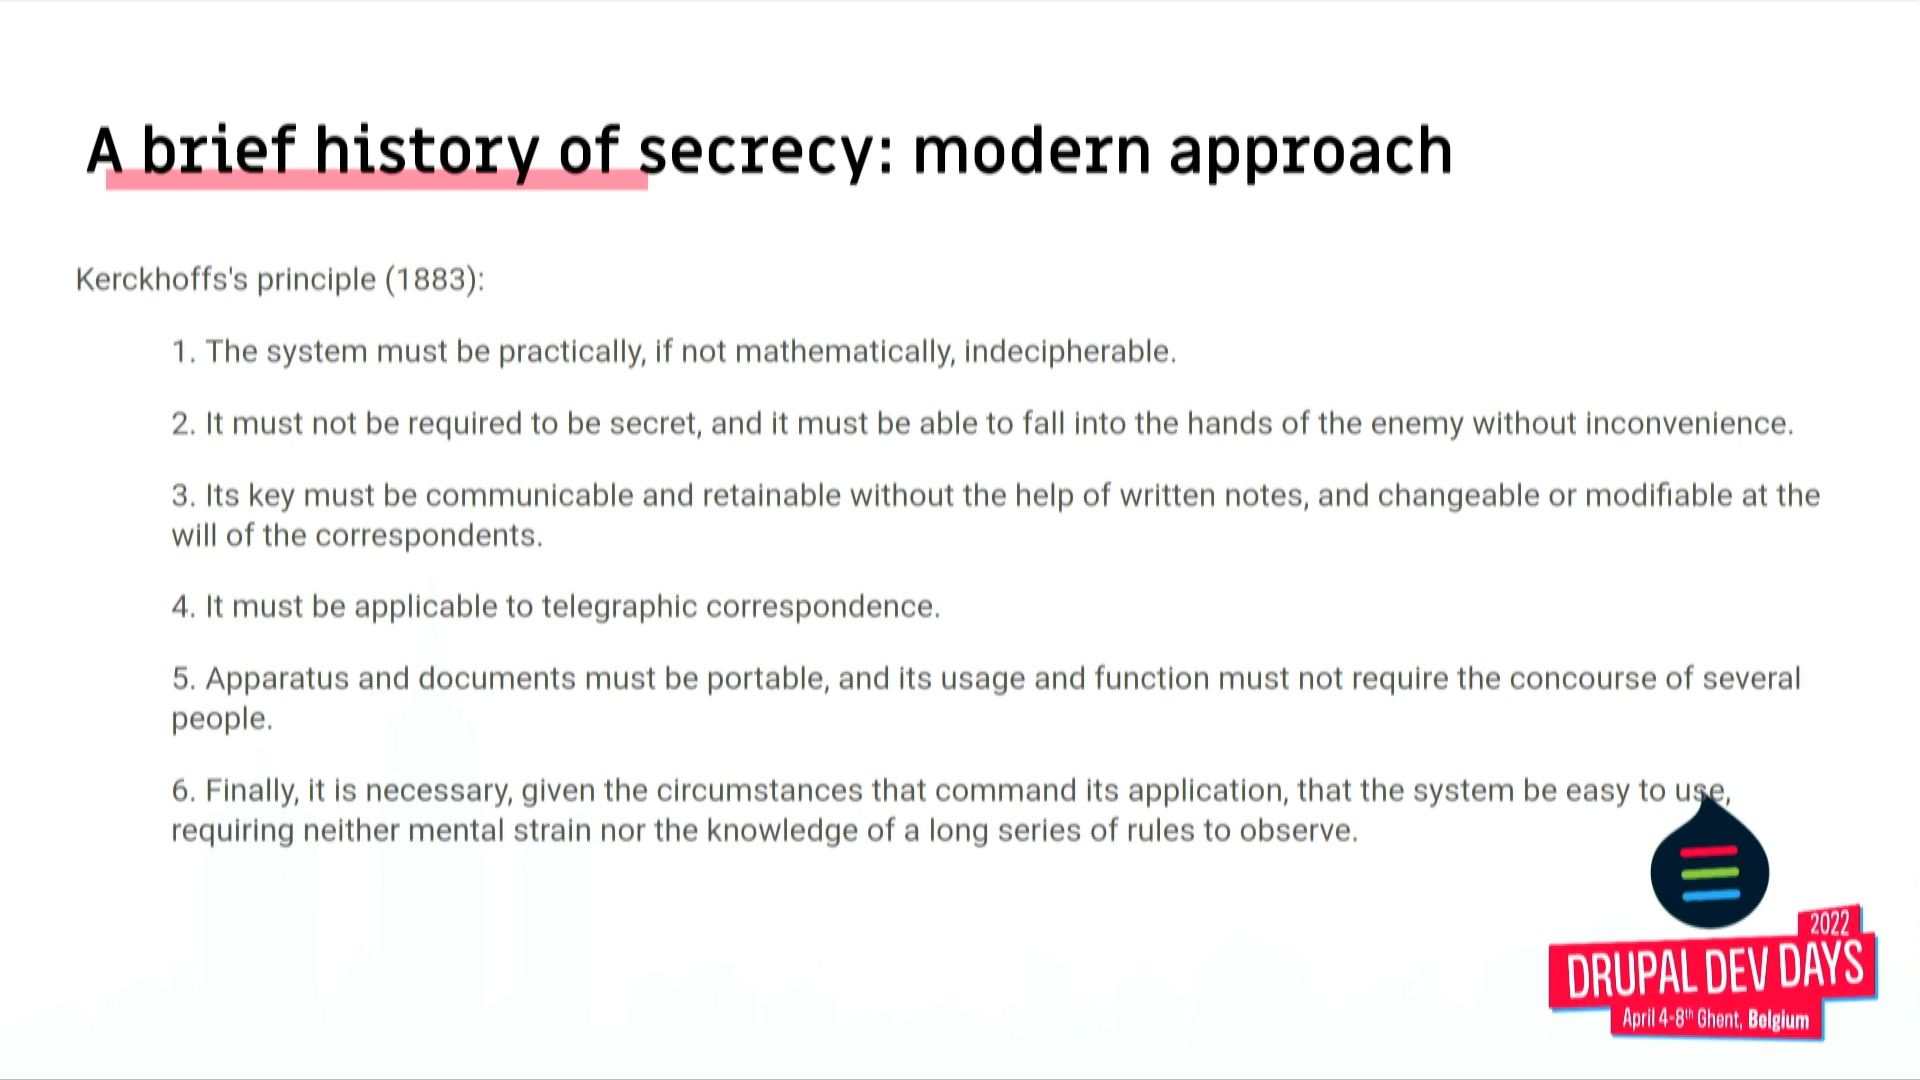 A brief history of secrecy: modern approach
Kerckhoffs's principle (1883):
1. The system must be practically, if not mathematically, indecipherable.
2. It must not be required to be secret, and it must be able to fall into the hands of the enemy without inconvenience.
3. Its key must be communicable and retainable without the help of written notes, and changeable or modifiable at the
will of the correspondents.
4. It must be applicable to telegraphic correspondence.
5. Apparatus and documents must be portable, and its usage and function must not require the concourse of several
people.
6. Finally, it is necessary, given the circumstances that command its application, that the system be easy to use,
requiring neither mental strain nor the knowledge of a long series of rules to observe.
2022
DRUPAL DEV DAYS
April 4-8th Ghent, Belgium